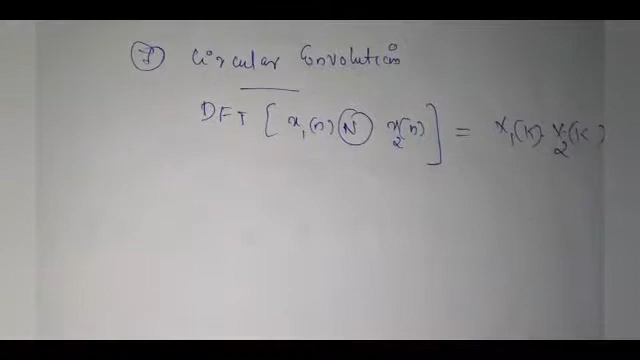 ⑦ Circular Convolution
DFT [ x₁(n) Ⓝ x₂(n) ] = X₁(K) X₂(K)